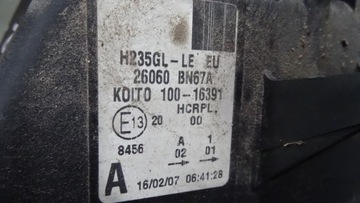 H235GL-LE EU
26060 BN67A
KOITO 100-16391
HCRPL.
E13 20 00
8456 A 1
02 01
A 16/02/07 06:41:28